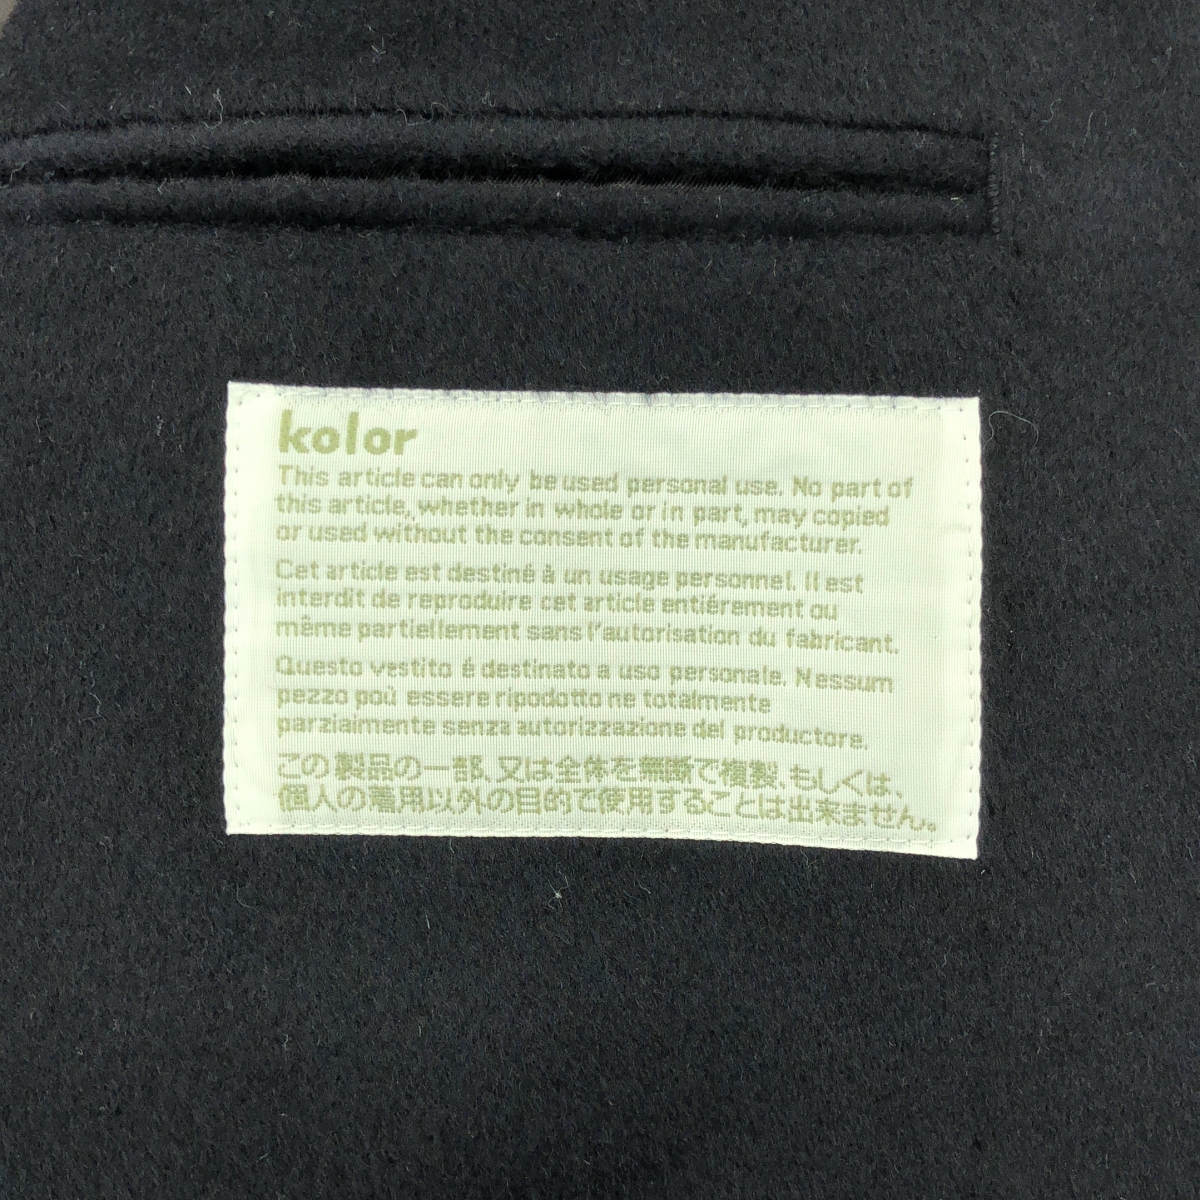 kolor
This article can only be used personal use. No part of
this article, whether in whole or in part, may copied
or used without the consent of the manufacturer.
Cet article est destiné à un usage personnel. Il est
interdit de reproduire cet article entiérement ou
même partiellement sans l'autorisation du fabricant.
Questo vestito é destinato a uso personale. Nessum
pezzo poù essere ripodotto ne totalmente
parziaimente senza autorizzazione del productore.
この製品の一部、又は全体を無断で複製、もしくは、
個人の着用以外の目的で使用することは出来ません。